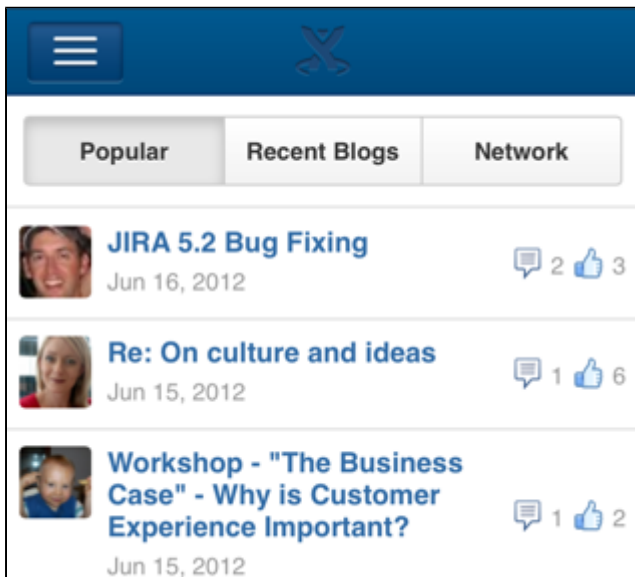 Popular Recent Blogs Network
JIRA 5.2 Bug Fixing
Jun 16, 2012
2 3
Re: On culture and ideas
Jun 15, 2012
1 6
Workshop - "The Business
Case" - Why is Customer
Experience Important?
1 2
Jun 15, 2012